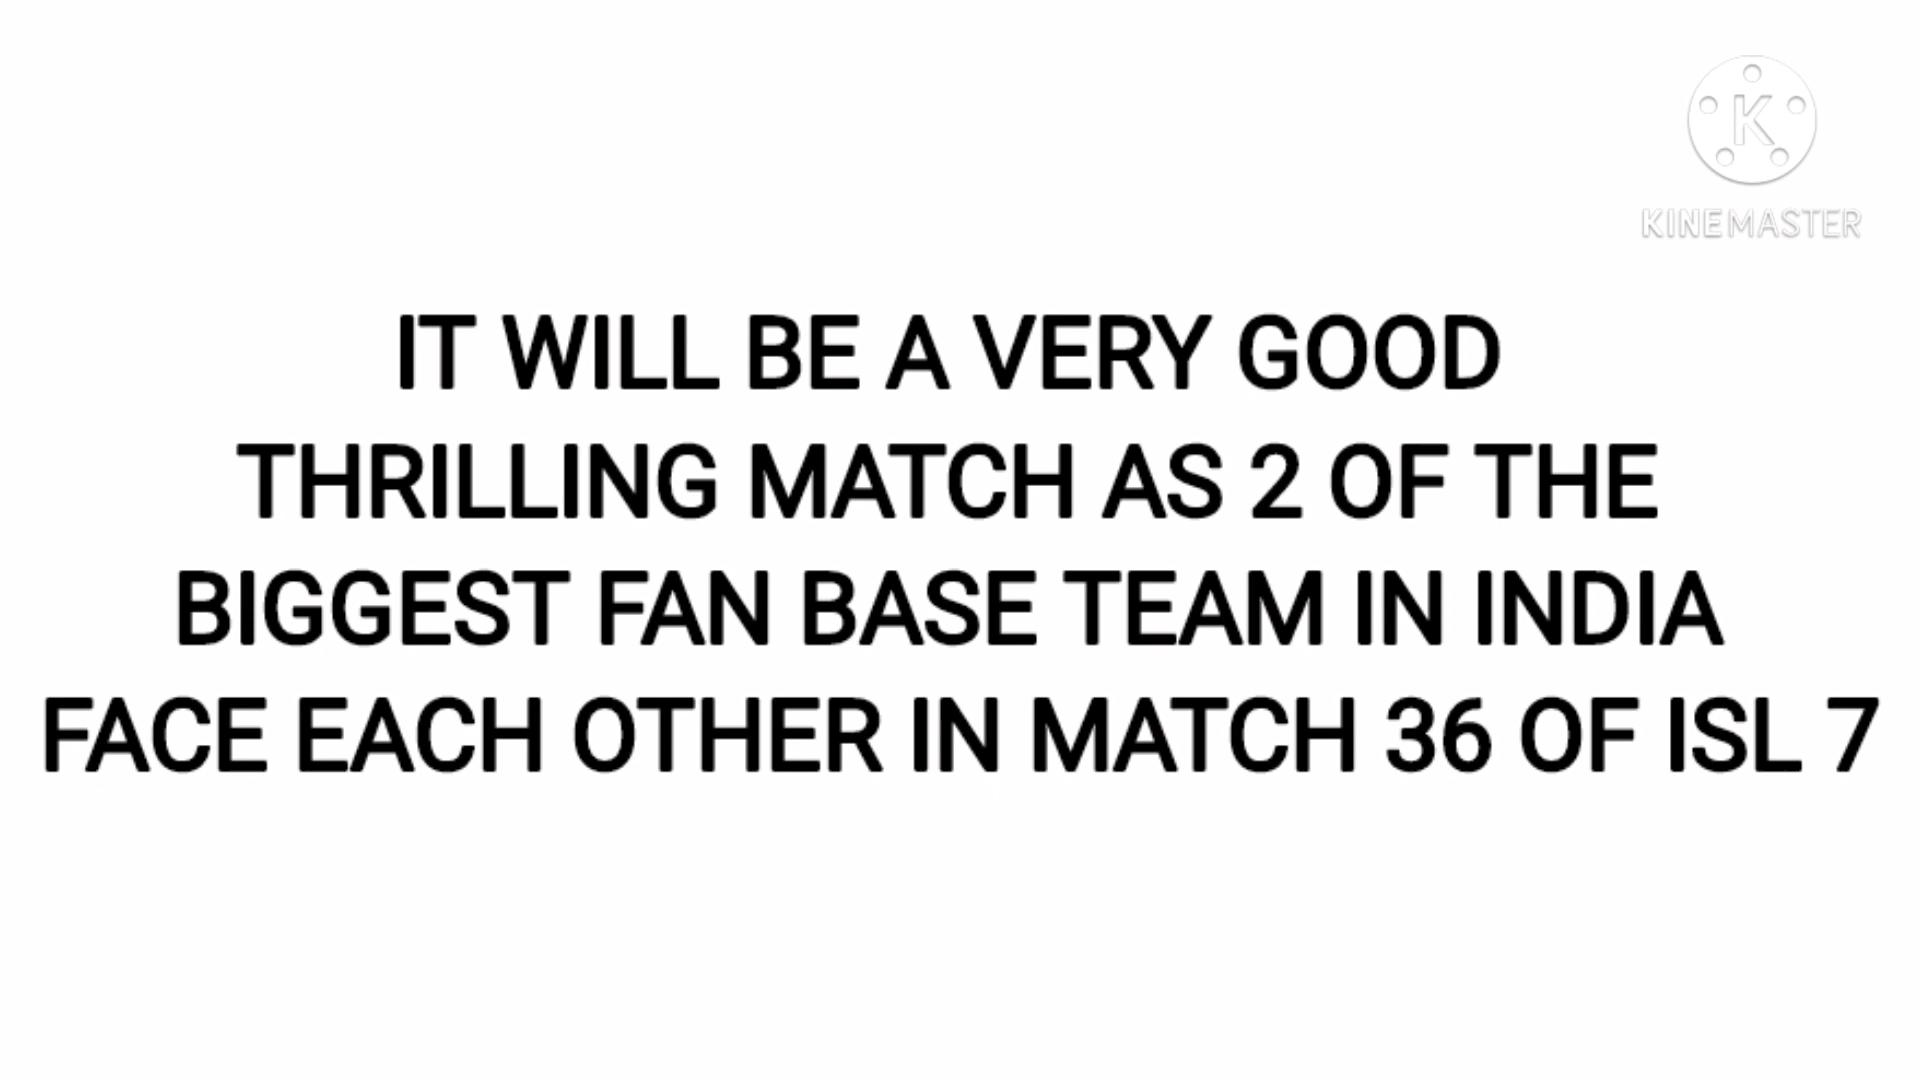 K
KINEMASTER
IT WILL BE A VERY GOOD
THRILLING MATCH AS 2 OF THE
BIGGEST FAN BASE TEAM IN INDIA
FACE EACH OTHER IN MATCH 36 OF ISL 7